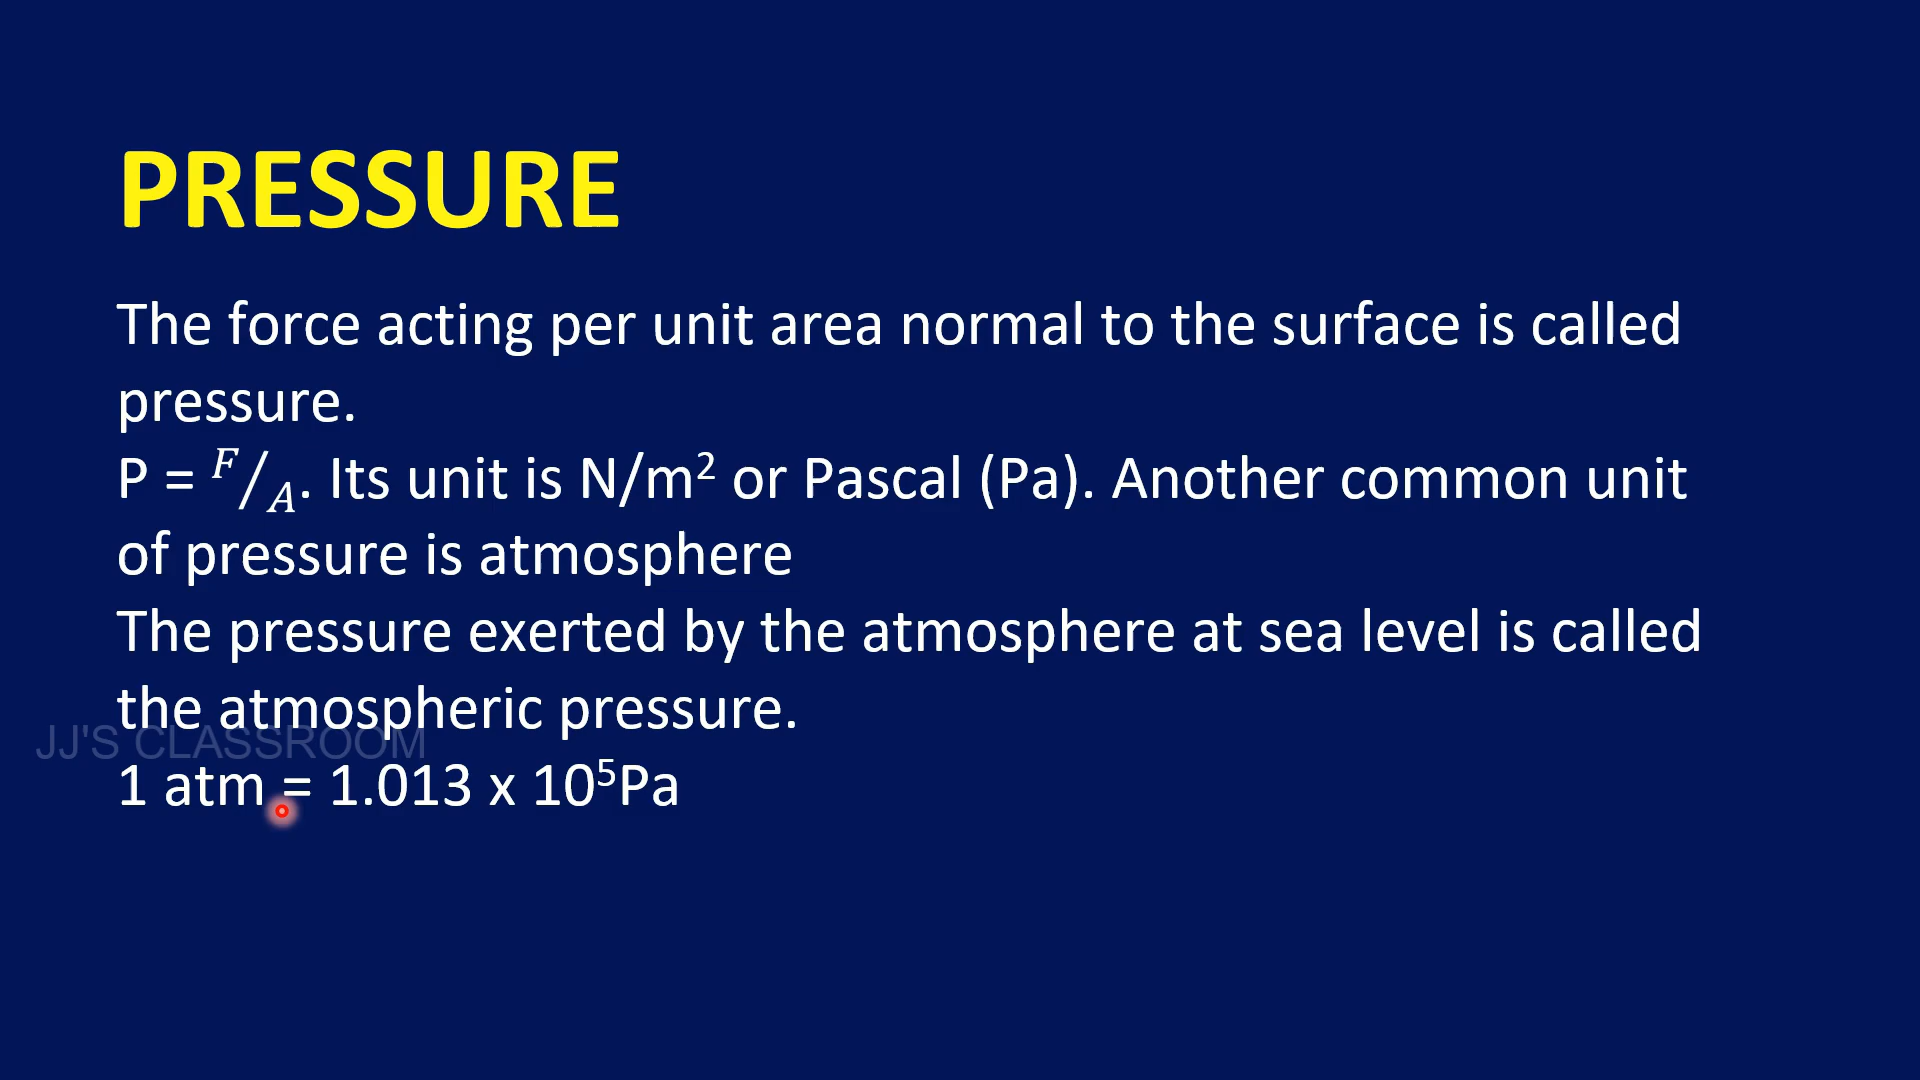 PRESSURE
The force acting per unit area normal to the surface is called
pressure.
P = F/A. Its unit is N/m² or Pascal (Pa). Another common unit
of pressure is atmosphere
The pressure exerted by the atmosphere at sea level is called
the atmospheric pressure.
JJ'S CLASSROOM
1 atm = 1.013 x 10⁵Pa